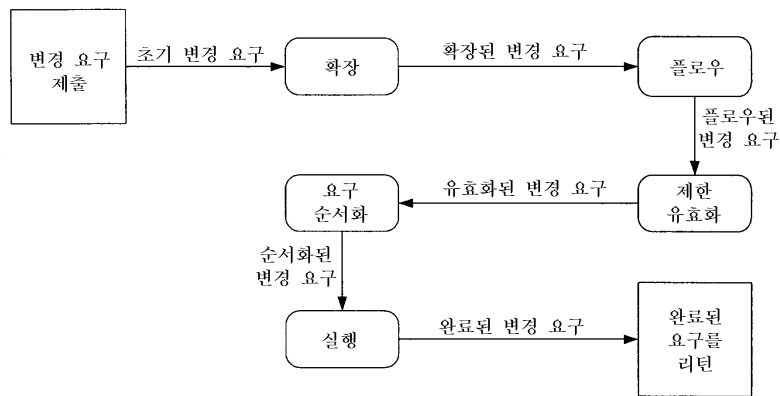 변경 요구
제출
초기 변경 요구
확장
확장된 변경 요구
플로우
플로우된
변경 요구
제한
유효화
유효화된 변경 요구
요구
순서화
순서화된
변경 요구
실행
완료된 변경 요구
완료된
요구를
리턴